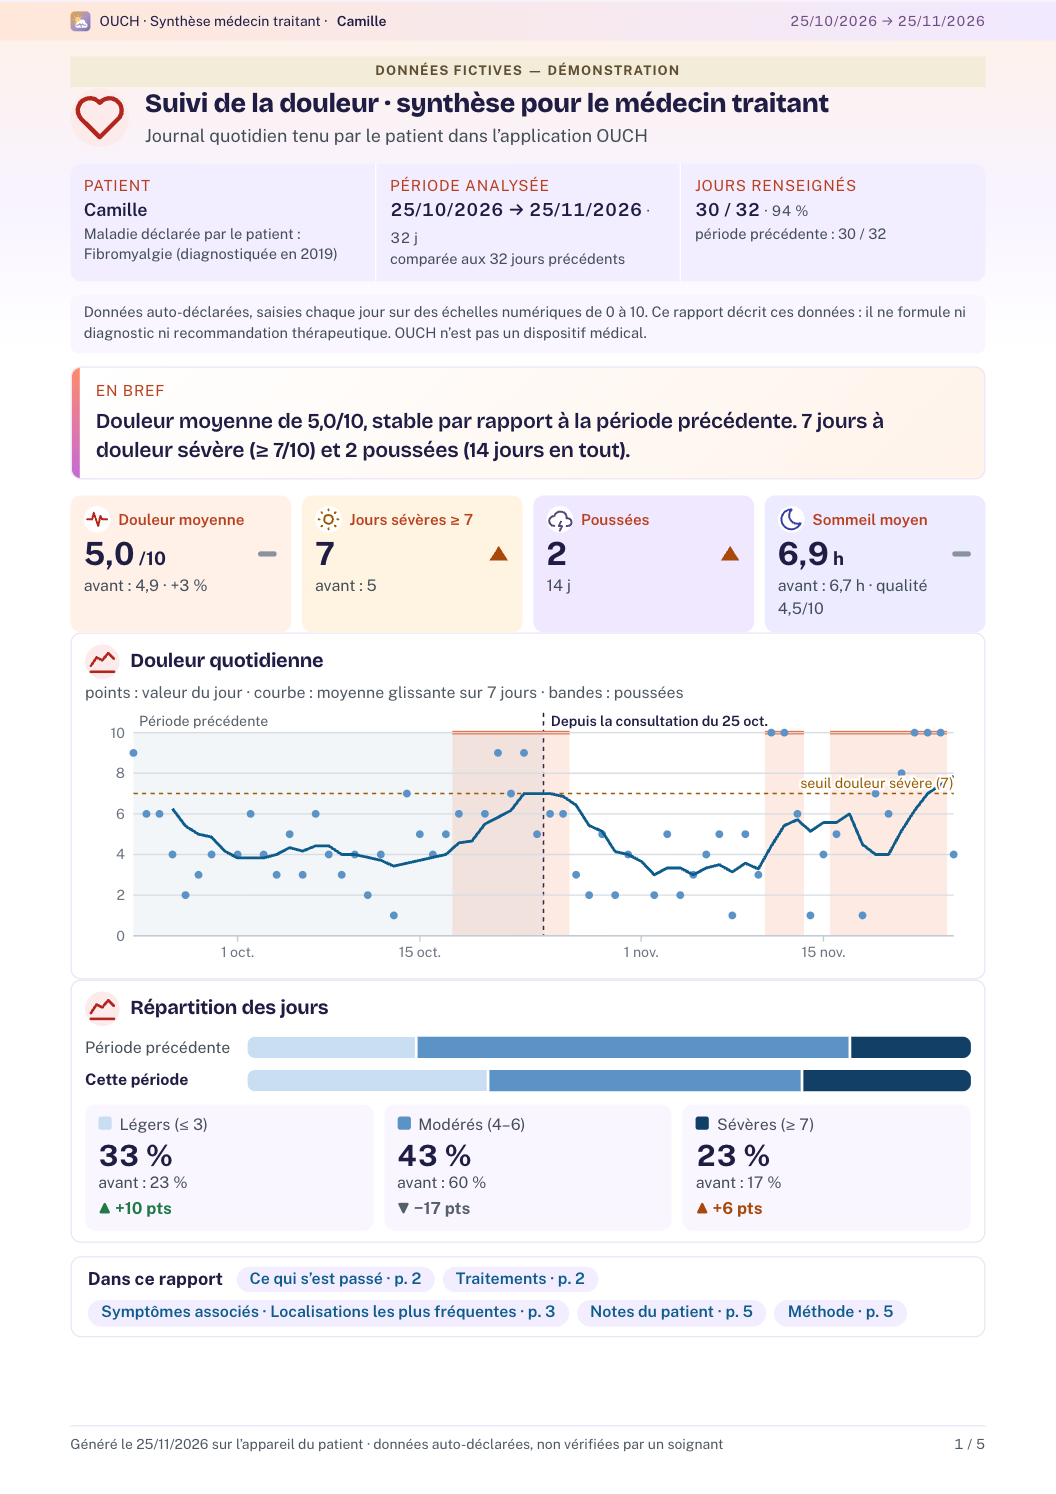 OUCH · Synthèse médecin traitant · Camille
25/10/2026 → 25/11/2026
DONNÉES FICTIVES — DÉMONSTRATION
Suivi de la douleur · synthèse pour le médecin traitant
Journal quotidien tenu par le patient dans l’application OUCH
PATIENT
Camille
Maladie déclarée par le patient :
Fibromyalgie (diagnostiquée en 2019)
PÉRIODE ANALYSÉE
25/10/2026 → 25/11/2026 ·
32 j
comparée aux 32 jours précédents
JOURS RENSEIGNÉS
30 / 32 · 94 %
période précédente : 30 / 32
Données auto-déclarées, saisies chaque jour sur des échelles numériques de 0 à 10. Ce rapport décrit ces données : il ne formule ni
diagnostic ni recommandation thérapeutique. OUCH n’est pas un dispositif médical.
EN BREF
Douleur moyenne de 5,0/10, stable par rapport à la période précédente. 7 jours à
douleur sévère (≥ 7/10) et 2 poussées (14 jours en tout).
Douleur moyenne
5,0 /10
avant : 4,9 · +3 %
Jours sévères ≥ 7
7
avant : 5
Poussées
2
14 j
Sommeil moyen
6,9 h
avant : 6,7 h · qualité
4,5/10
Douleur quotidienne
points : valeur du jour · courbe : moyenne glissante sur 7 jours · bandes : poussées
Période précédente
Depuis la consultation du 25 oct.
10
8
seuil douleur sévère (7)
6
4
2
0
1 oct.
15 oct.
1 nov.
15 nov.
Répartition des jours
Période précédente
Cette période
Légers (≤ 3)
33 %
avant : 23 %
▲ +10 pts
Modérés (4–6)
43 %
avant : 60 %
▼ −17 pts
Sévères (≥ 7)
23 %
avant : 17 %
▲ +6 pts
Dans ce rapport
Ce qui s’est passé · p. 2
Traitements · p. 2
Symptômes associés · Localisations les plus fréquentes · p. 3
Notes du patient · p. 5
Méthode · p. 5
Généré le 25/11/2026 sur l’appareil du patient · données auto-déclarées, non vérifiées par un soignant
1 / 5